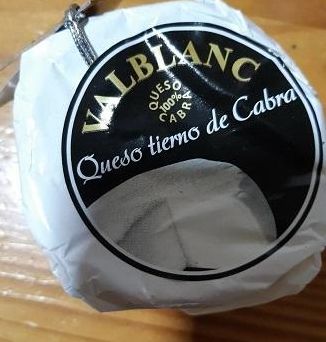 VALBLANC
QUESO
100%
CABRA
Queso tierno de Cabra